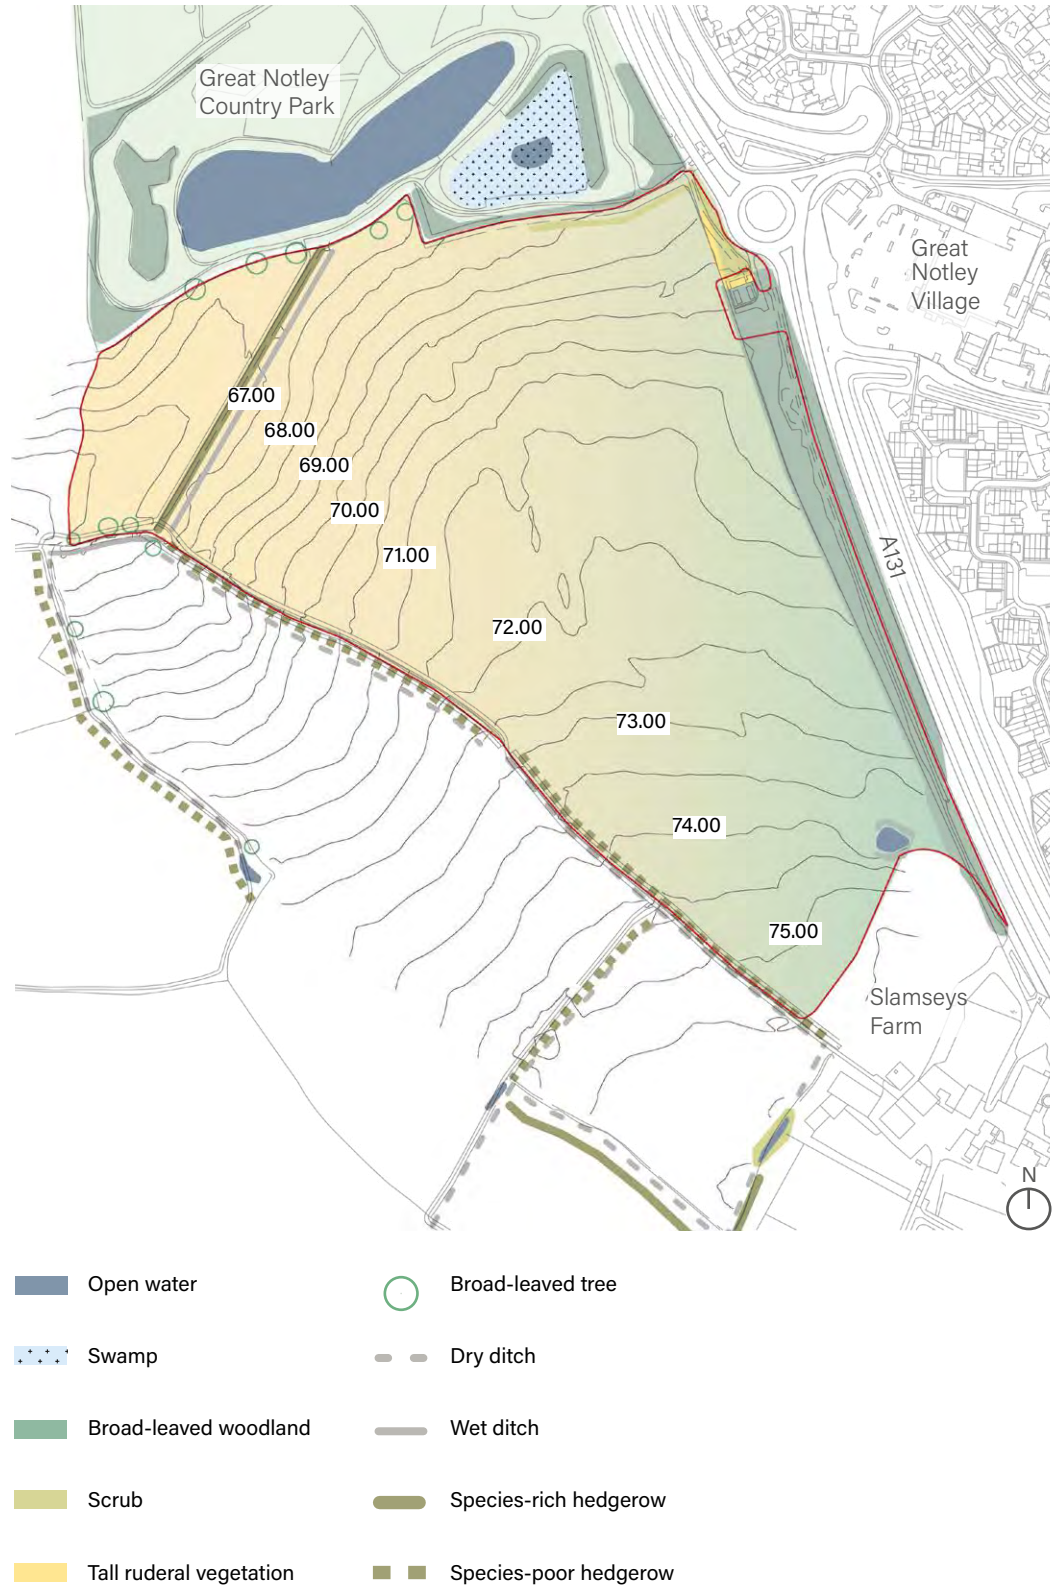 Great Notley
Country Park
Great
Notley
Village
67.00
68.00
69.00
70.00
71.00
A131
72.00
73.00
74.00
75.00
Slamseys
Farm
N
Open water
Broad-leaved tree
Swamp
Dry ditch
Broad-leaved woodland
Wet ditch
Scrub
Species-rich hedgerow
Tall ruderal vegetation
Species-poor hedgerow